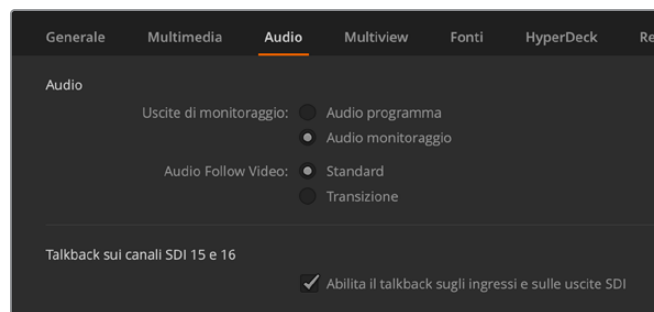 Generale Multimedia Audio Multiview Fonti HyperDeck Re
Audio
Uscite di monitoraggio: Audio programma
Audio monitoraggio
Audio Follow Video: Standard
Transizione
Talkback sui canali SDI 15 e 16
Abilita il talkback sugli ingressi e sulle uscite SDI